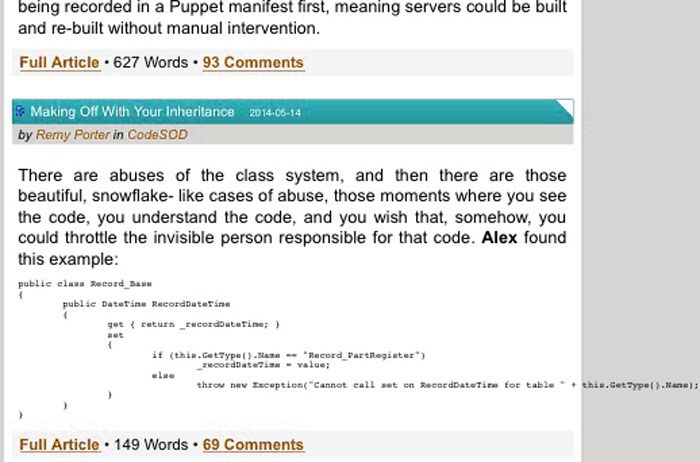 being recorded in a Puppet manifest first, meaning servers could be built
and re-built without manual intervention.
Full Article • 627 Words • 93 Comments
Making Off With Your Inheritance 2014-05-14
by Remy Porter in CodeSOD
There are abuses of the class system, and then there are those
beautiful, snowflake- like cases of abuse, those moments where you see
the code, you understand the code, and you wish that, somehow, you
could throttle the invisible person responsible for that code. Alex found
this example:
public class Record_Base
{
public DateTime RecordDateTime
{
get { return _recordDateTime; }
set
{
if (this.GetType().Name == "Record_PartRegister")
_recordDateTime = value;
else
throw new Exception("Cannot call set on RecordDateTime for table " + this.GetType().Name);
}
}
}
Full Article • 149 Words • 69 Comments